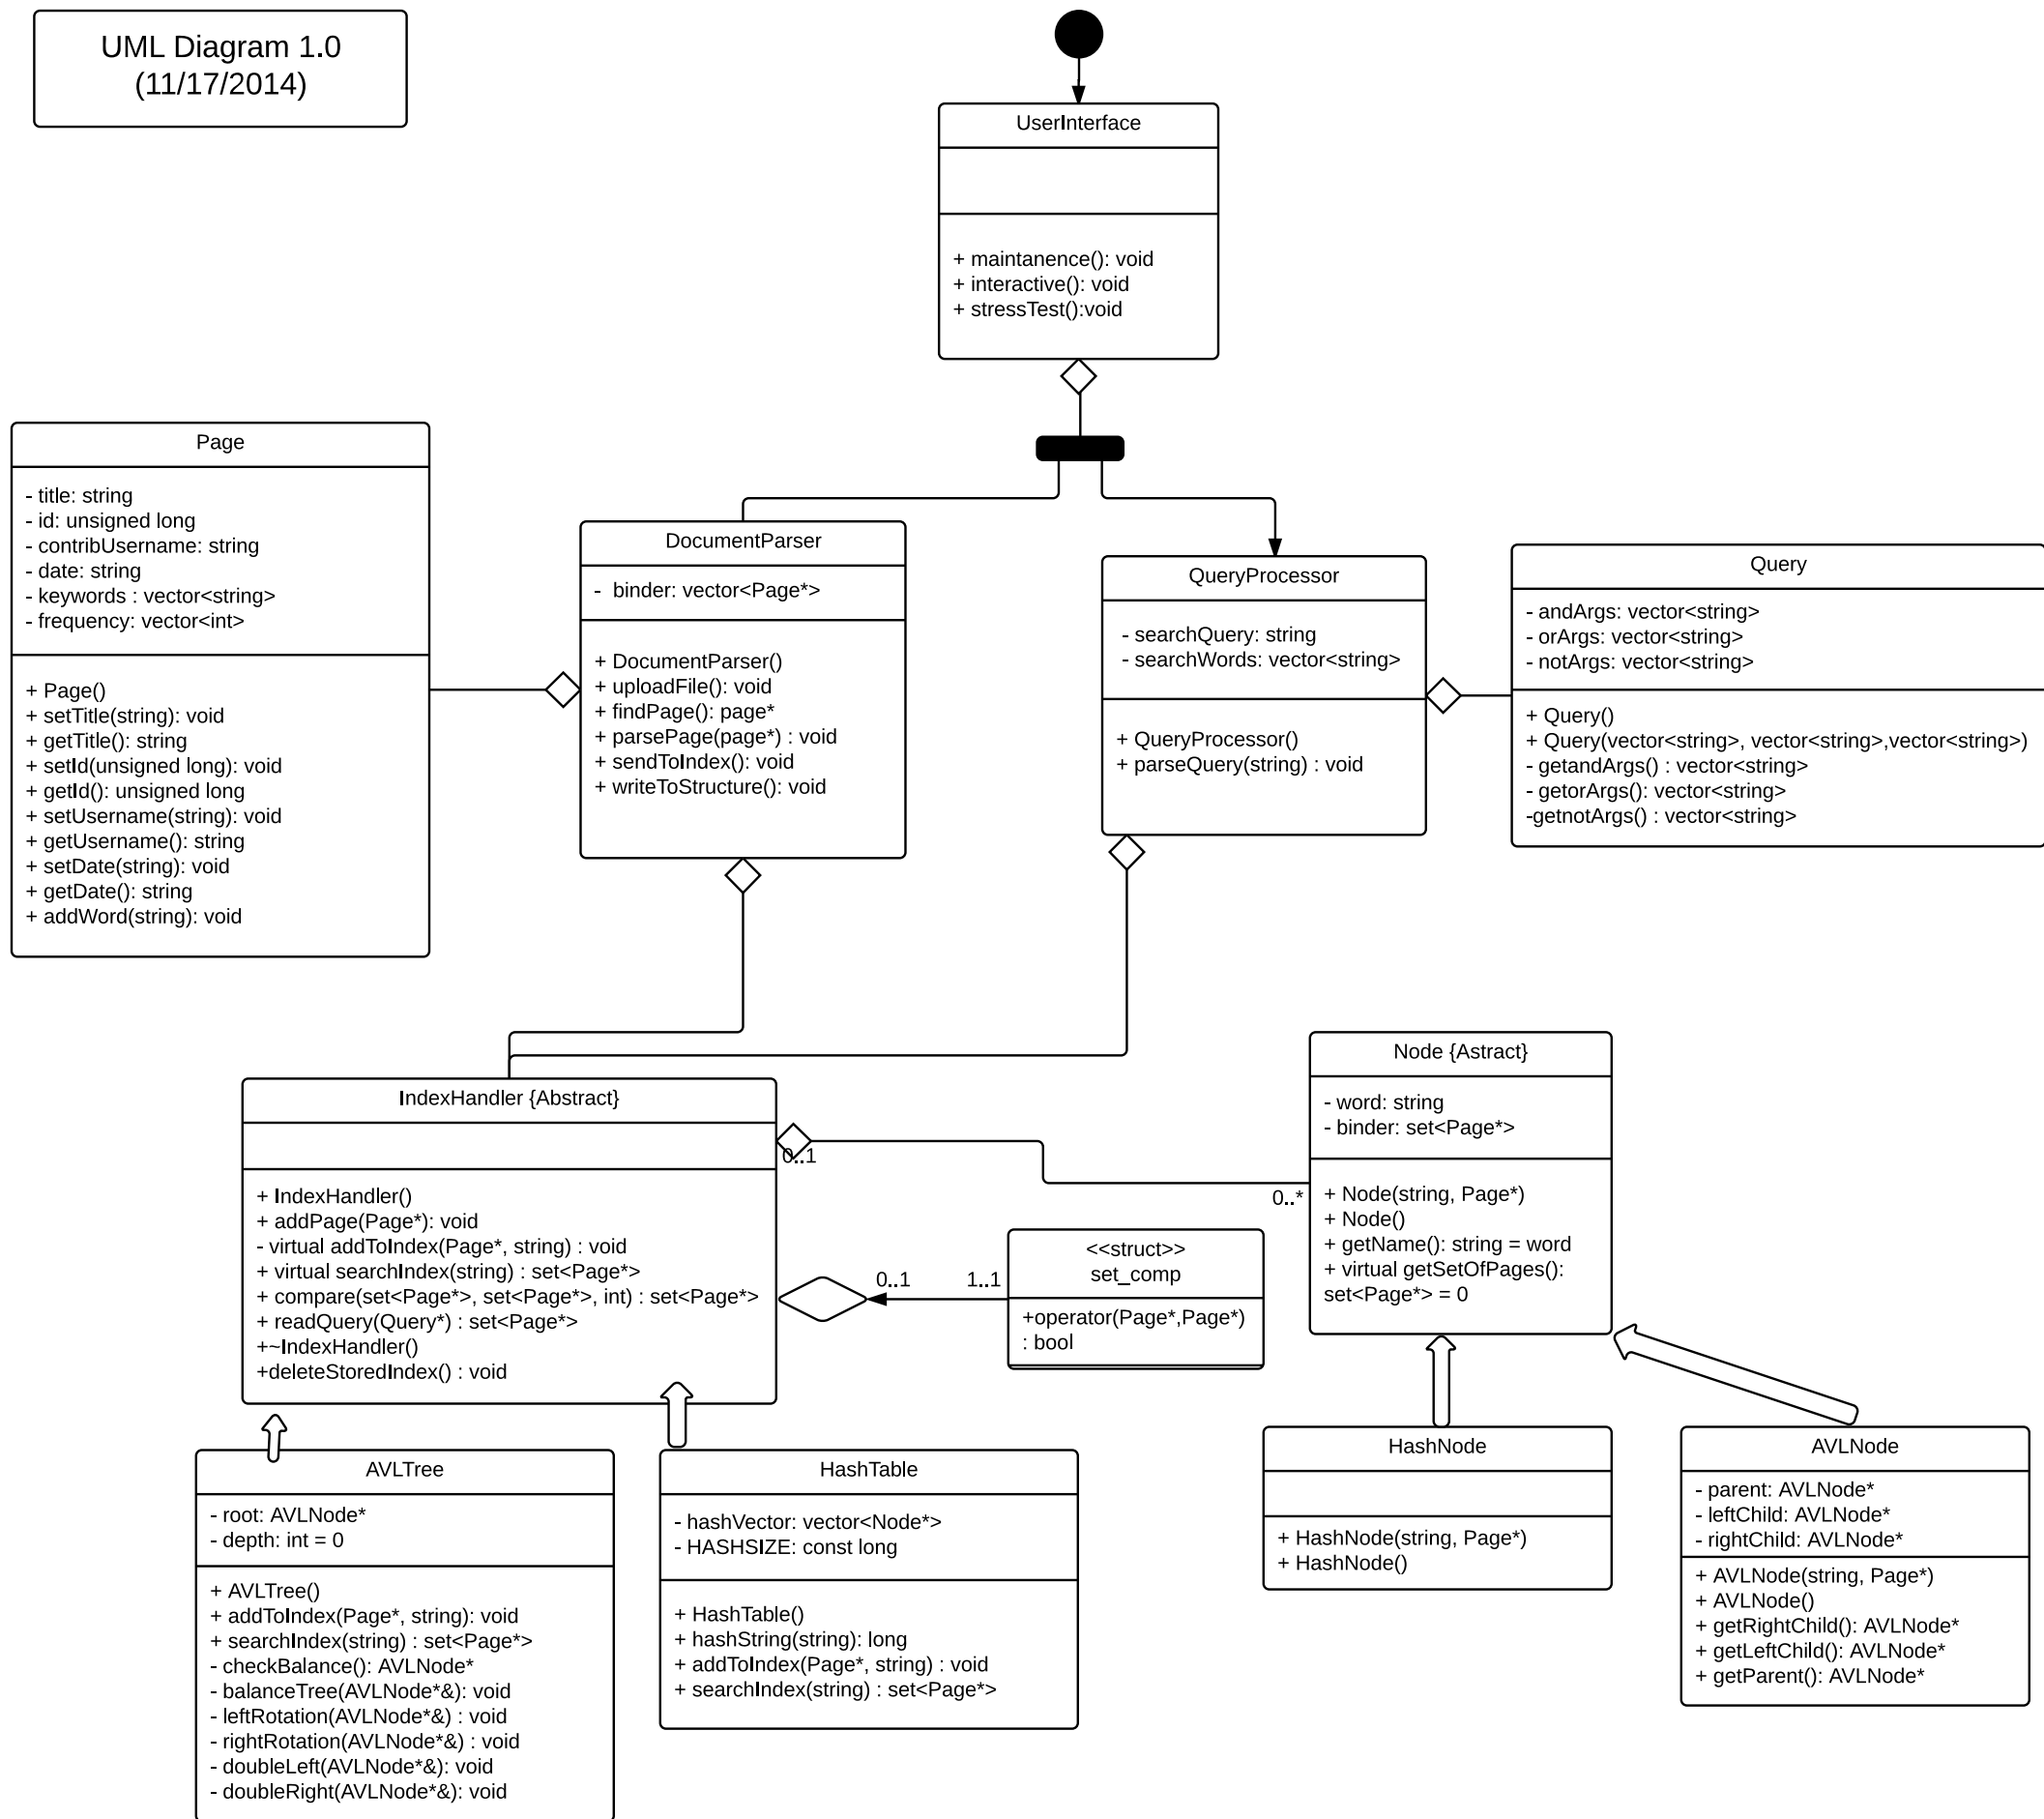 UML Diagram 1.0
(11/17/2014)
UserInterface
+ maintanence(): void
+ interactive(): void
+ stressTest():void
Page
- title: string
- id: unsigned long
- contribUsername: string
- date: string
- keywords : vector<string>
- frequency: vector<int>
+ Page()
+ setTitle(string): void
+ getTitle(): string
+ setId(unsigned long): void
+ getId(): unsigned long
+ setUsername(string): void
+ getUsername(): string
+ setDate(string): void
+ getDate(): string
+ addWord(string): void
DocumentParser
- binder: vector<Page*>
+ DocumentParser()
+ uploadFile(): void
+ findPage(): page*
+ parsePage(page*) : void
+ sendToIndex(): void
+ writeToStructure(): void
QueryProcessor
- searchQuery: string
- searchWords: vector<string>
+ QueryProcessor()
+ parseQuery(string) : void
Query
- andArgs: vector<string>
- orArgs: vector<string>
- notArgs: vector<string>
+ Query()
+ Query(vector<string>, vector<string>,vector<string>)
- getandArgs() : vector<string>
- getorArgs(): vector<string>
-getnotArgs() : vector<string>
IndexHandler {Abstract}
+ IndexHandler()
+ addPage(Page*): void
- virtual addToIndex(Page*, string) : void
+ virtual searchIndex(string) : set<Page*>
+ compare(set<Page*>, set<Page*>, int) : set<Page*>
+ readQuery(Query*) : set<Page*>
+~IndexHandler()
+deleteStoredIndex() : void
0..1
0..*
0..1
1..1
<<struct>>
set_comp
+operator(Page*,Page*)
: bool
Node {Astract}
- word: string
- binder: set<Page*>
+ Node(string, Page*)
+ Node()
+ getName(): string = word
+ virtual getSetOfPages():
set<Page*> = 0
AVLTree
- root: AVLNode*
- depth: int = 0
+ AVLTree()
+ addToIndex(Page*, string): void
+ searchIndex(string) : set<Page*>
- checkBalance(): AVLNode*
- balanceTree(AVLNode*&): void
- leftRotation(AVLNode*&) : void
- rightRotation(AVLNode*&) : void
- doubleLeft(AVLNode*&): void
- doubleRight(AVLNode*&): void
HashTable
- hashVector: vector<Node*>
- HASHSIZE: const long
+ HashTable()
+ hashString(string): long
+ addToIndex(Page*, string) : void
+ searchIndex(string) : set<Page*>
HashNode
+ HashNode(string, Page*)
+ HashNode()
AVLNode
- parent: AVLNode*
- leftChild: AVLNode*
- rightChild: AVLNode*
+ AVLNode(string, Page*)
+ AVLNode()
+ getRightChild(): AVLNode*
+ getLeftChild(): AVLNode*
+ getParent(): AVLNode*